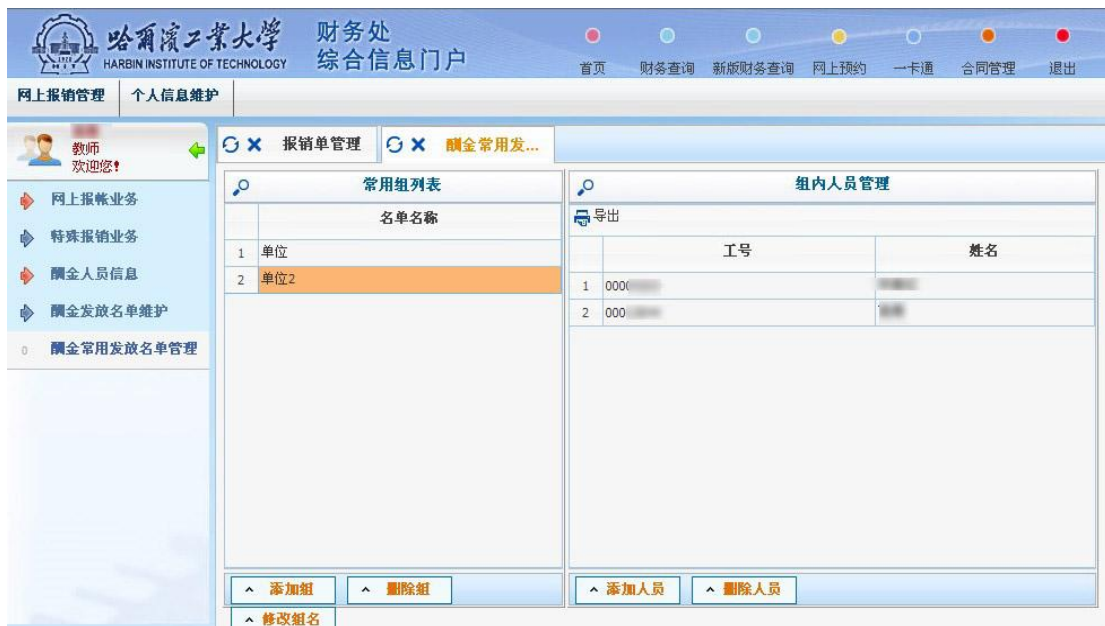 哈爾濱工業大學
HARBIN INSTITUTE OF TECHNOLOGY
财务处
综合信息门户
首页 财务查询 新版财务查询 网上预约 一卡通 合同管理 退出
网上报销管理 个人信息维护
教师
欢迎您!
网上报帐业务
特殊报销业务
酬金人员信息
酬金发放名单维护
0 酬金常用发放名单管理
报销单管理 酬金常用发...
常用组列表
名单名称
1 单位
2 单位2
添加组 删除组
修改组名
组内人员管理
导出
工号 姓名
1 000
2 000
添加人员 删除人员